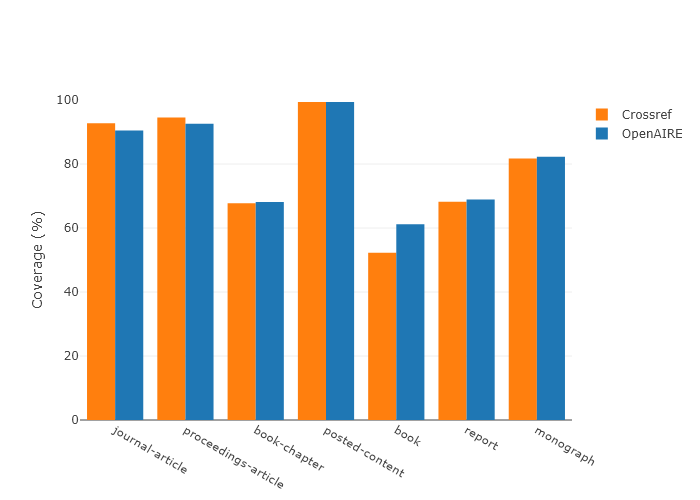 100
80
60
40
20
0
Coverage (%)
journal-article
proceedings-article
book-chapter
posted-content
book
report
monograph
Crossref
OpenAIRE